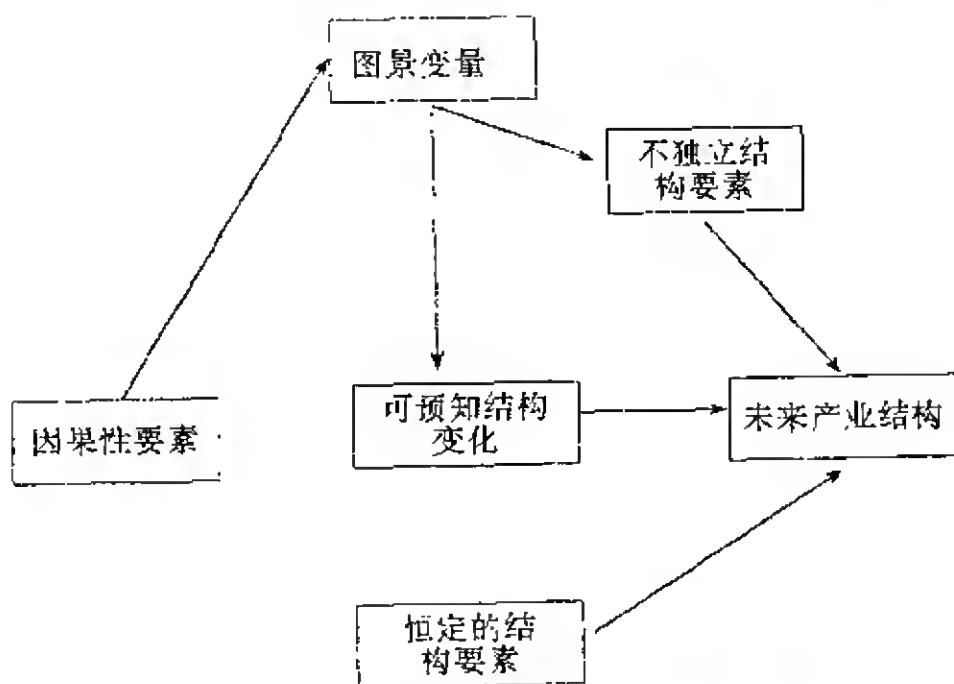 图景变量
不独立结
构要素
因果性要素
可预知结构
变化
未来产业结构
恒定的结
构要素